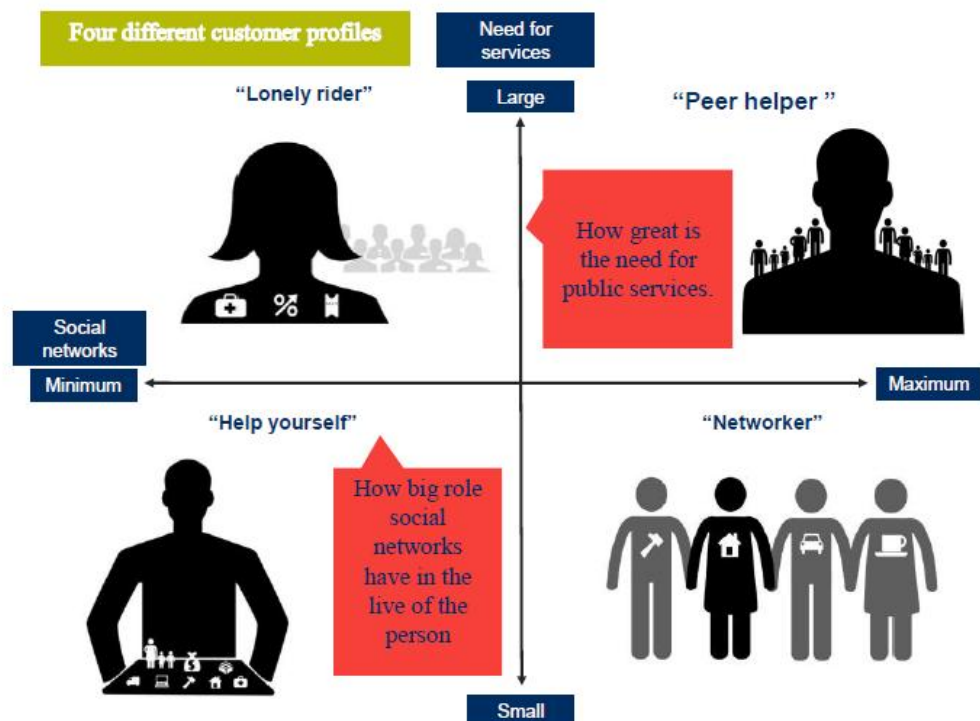 Four different customer profiles
Need for
services
Large
“Lonely rider”
“Peer helper ”
How great is
the need for
public services.
Social
networks
Minimum
Maximum
“Help yourself”
“Networker”
How big role
social
networks
have in the
live of the
person
Small